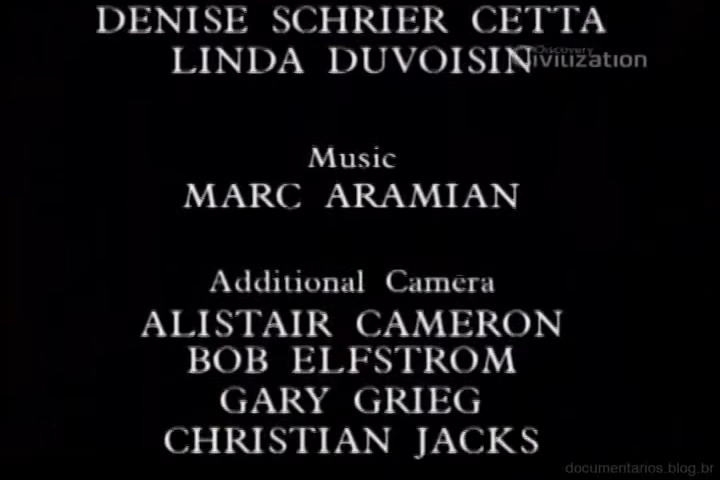 DENISE SCHRIER CETTA
LINDA DUVOISIN
Discovery
Civilization
Music
MARC ARAMIAN
Additional Camera
ALISTAIR CAMERON
BOB ELFSTROM
GARY GRIEG
CHRISTIAN JACKS
documentarios.blog.br